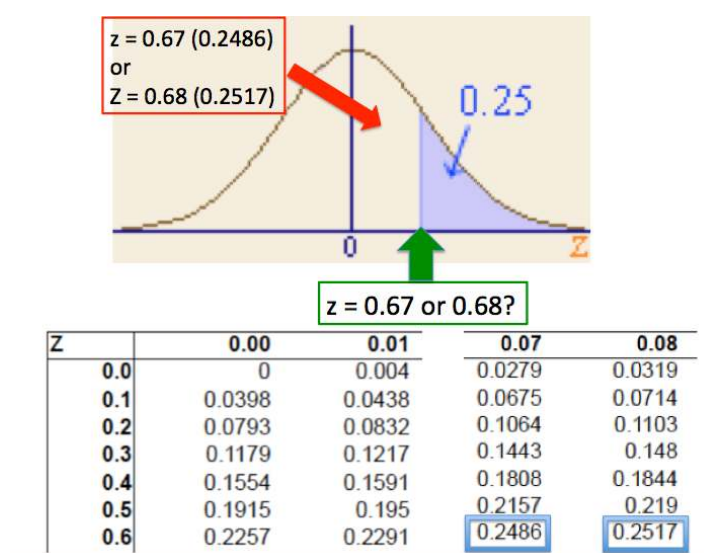 z = 0.67 (0.2486)
or
Z = 0.68 (0.2517)
0.25
0
Z
z = 0.67 or 0.68?
Z 0.00 0.01 0.07 0.08
0.0 0 0.004 0.0279 0.0319
0.1 0.0398 0.0438 0.0675 0.0714
0.2 0.0793 0.0832 0.1064 0.1103
0.3 0.1179 0.1217 0.1443 0.148
0.4 0.1554 0.1591 0.1808 0.1844
0.5 0.1915 0.195 0.2157 0.219
0.6 0.2257 0.2291 0.2486 0.2517